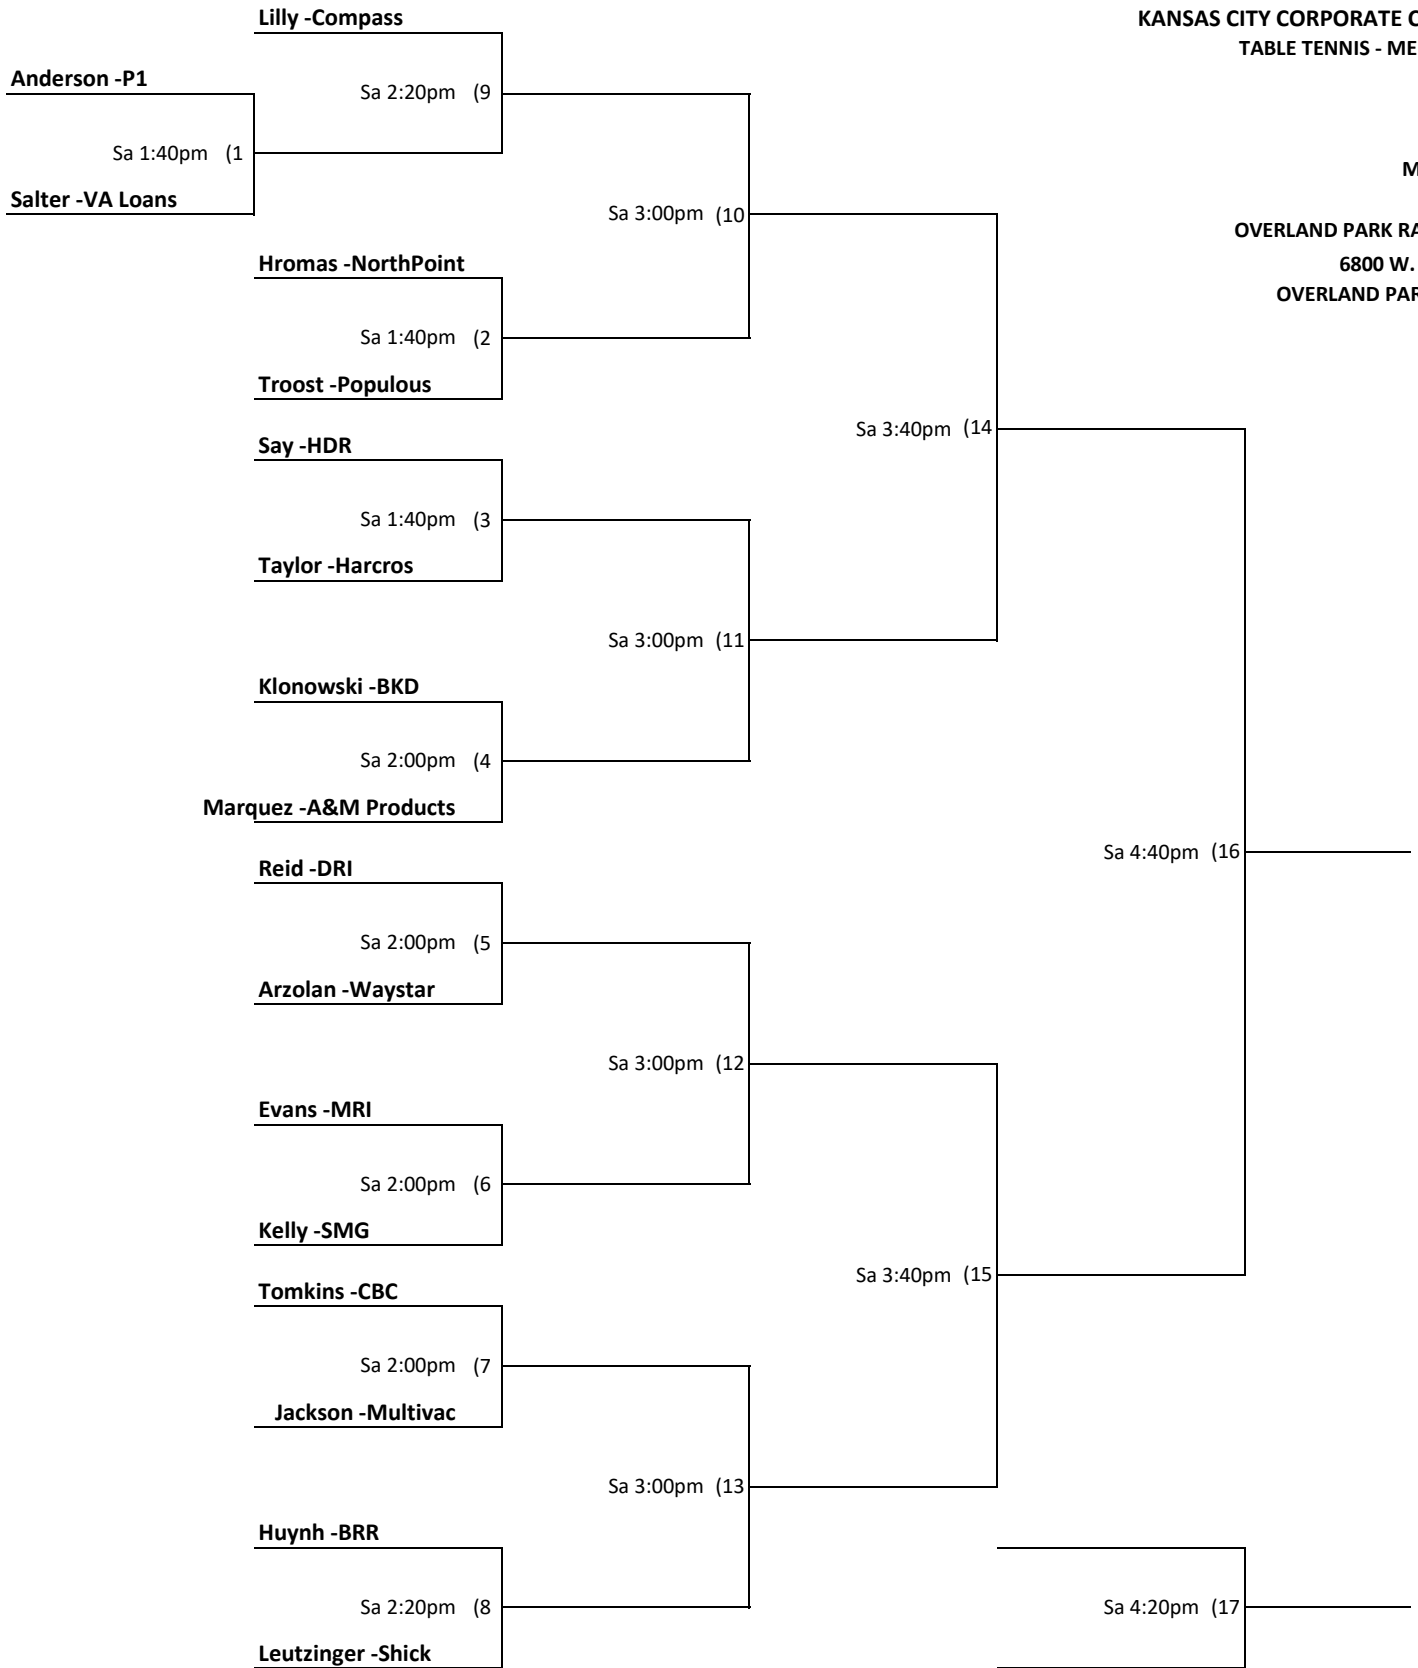 Lilly -Compass
KANSAS CITY CORPORATE C
TABLE TENNIS - ME
Anderson -P1
Sa 2:20pm (9
Sa 1:40pm (1
M
Salter -VA Loans
Sa 3:00pm (10
OVERLAND PARK RA
Hromas -NorthPoint
6800 W.
OVERLAND PAR
Sa 1:40pm (2
Troost -Populous
Sa 3:40pm (14
Say -HDR
Sa 1:40pm (3
Taylor -Harcros
Sa 3:00pm (11
Klonowski -BKD
Sa 2:00pm (4
Marquez -A&M Products
Sa 4:40pm (16
Reid -DRI
Sa 2:00pm (5
Arzolan -Waystar
Sa 3:00pm (12
Evans -MRI
Sa 2:00pm (6
Kelly -SMG
Sa 3:40pm (15
Tomkins -CBC
Sa 2:00pm (7
Jackson -Multivac
Sa 3:00pm (13
Huynh -BRR
Sa 2:20pm (8
Sa 4:20pm (17
Leutzinger -Shick